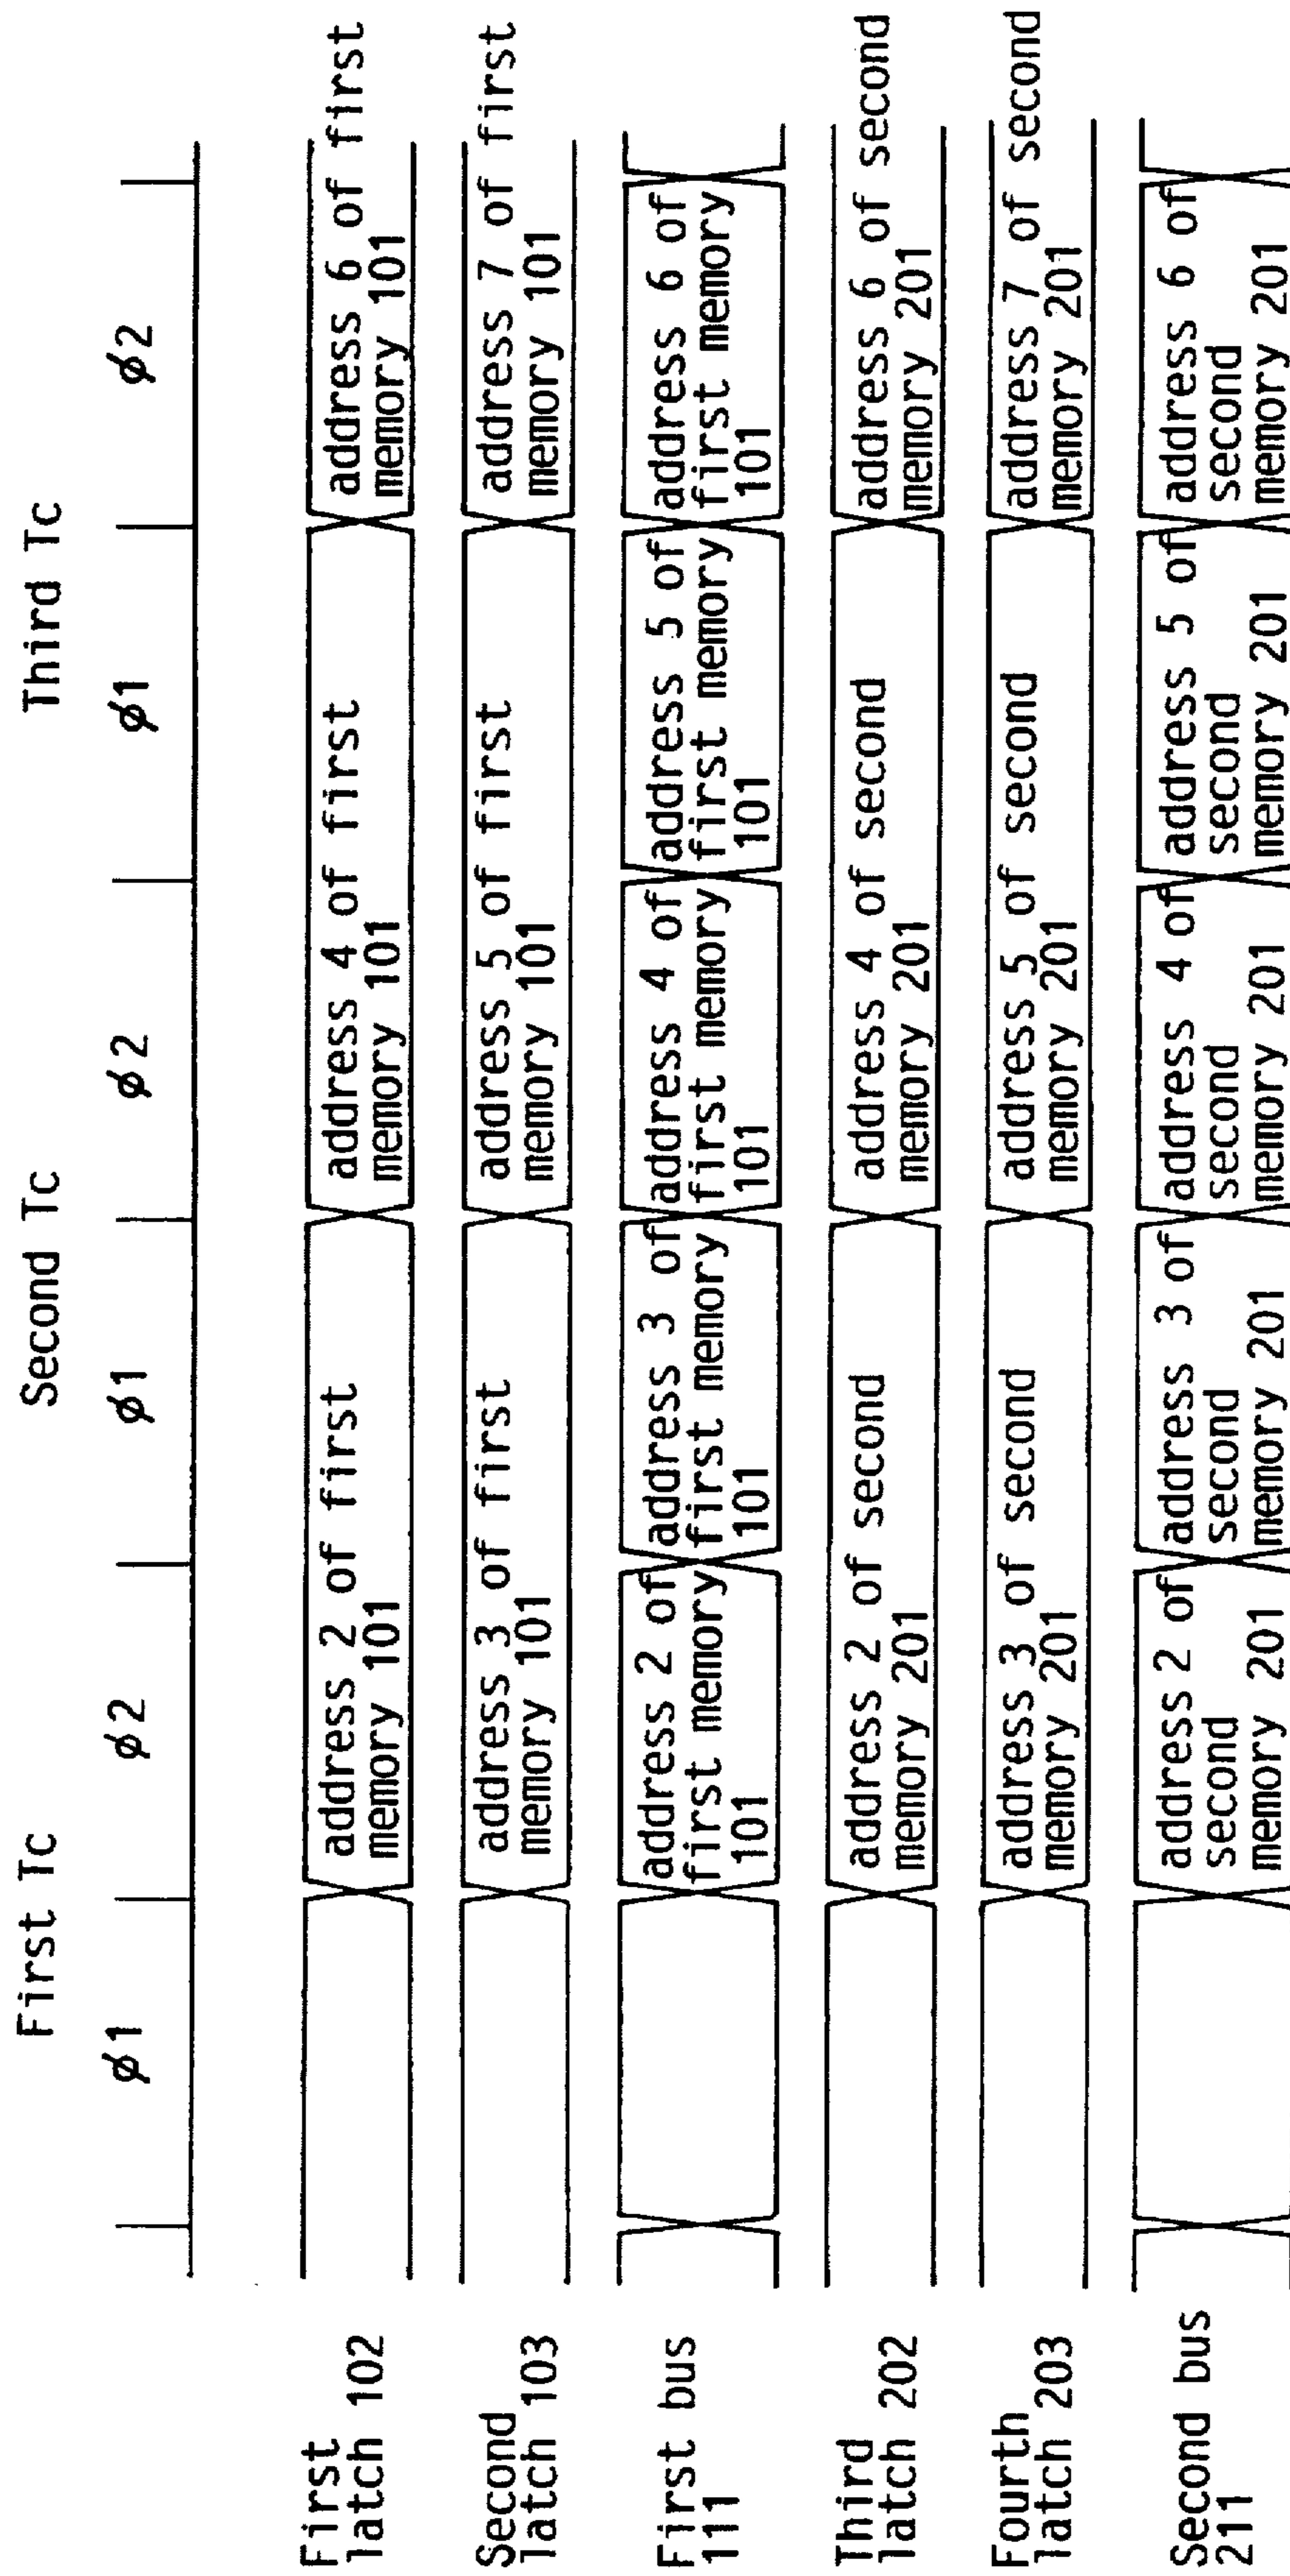 First Tc Second Tc Third Tc
ø1 ø2 ø1 ø2 ø1 ø2
First
latch 102
address 2 of first
memory 101
address 4 of first
memory 101
address 6 of first
memory 101
Second
latch 103
address 3 of first
memory 101
address 5 of first
memory 101
address 7 of first
memory 101
First bus
111
address 2 of
first memory
101
address 3 of
first memory
101
address 4 of
first memory
101
address 5 of
first memory
101
address 6 of
first memory
101
Third
latch 202
address 2 of second
memory 201
address 4 of second
memory 201
address 6 of second
memory 201
Fourth
latch 203
address 3 of second
memory 201
address 5 of second
memory 201
address 7 of second
memory 201
Second bus
211
address 2 of
second
memory 201
address 3 of
second
memory 201
address 4 of
second
memory 201
address 5 of
second
memory 201
address 6 of
second
memory 201